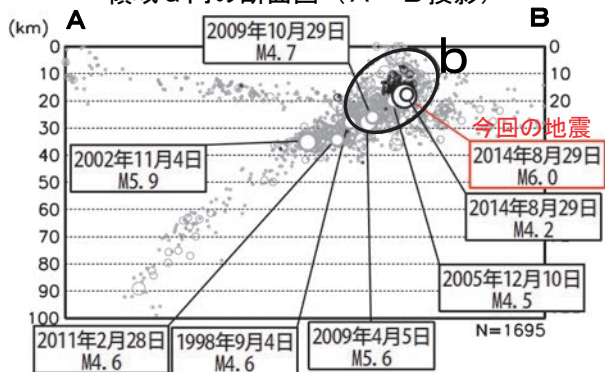 領域a内の断面図(A－B投影)
(km) A B
2009年10月29日
M4.7
b
0 0
10 10
20 20
30
40
50
60
70
80
90
100
今回の地震
2014年8月29日
M6.0
2002年11月4日
M5.9
2014年8月29日
M4.2
2005年12月10日
M4.5
N=1695
2011年2月28日
M4.6
1998年9月4日
M4.6
2009年4月5日
M5.6